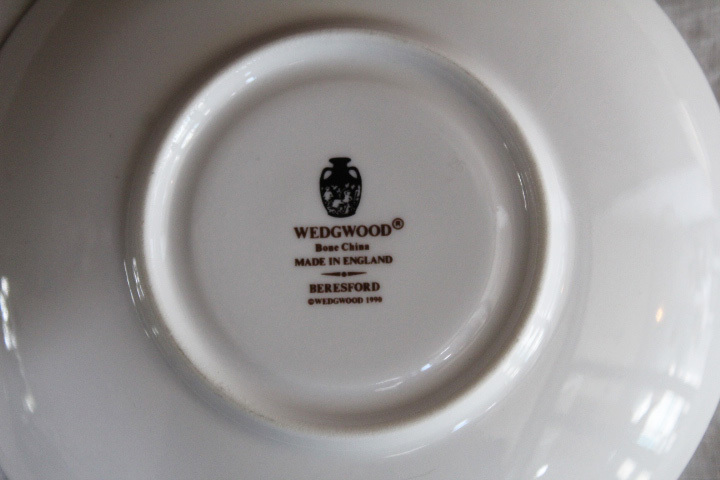 WEDGWOOD®
Bone China
MADE IN ENGLAND
BERESFORD
©WEDGWOOD 1990